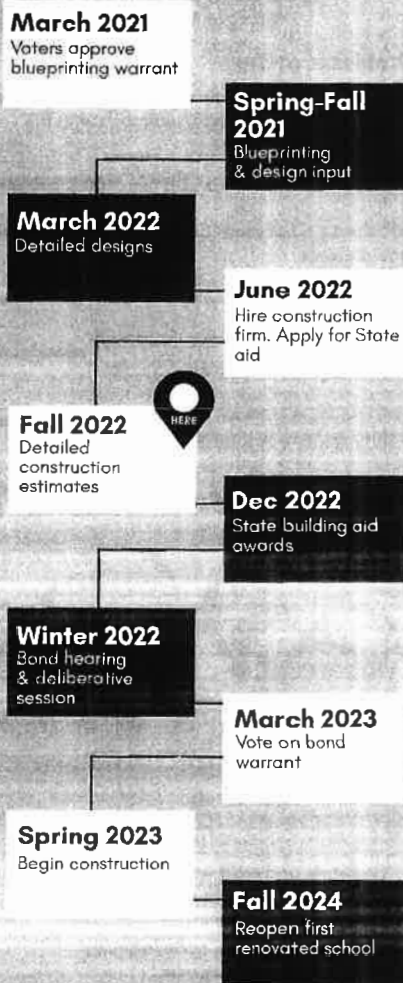 March 2021
Voters approve
blueprinting warrant
Spring-Fall
2021
Blueprinting
& design input
March 2022
Detailed designs
June 2022
Hire construction
firm. Apply for State
aid
HERE
Fall 2022
Detailed
construction
estimates
Dec 2022
State building aid
awards
Winter 2022
Bond hearing
& deliberative
session
March 2023
Vote on bond
warrant
Spring 2023
Begin construction
Fall 2024
Reopen first
renovated school